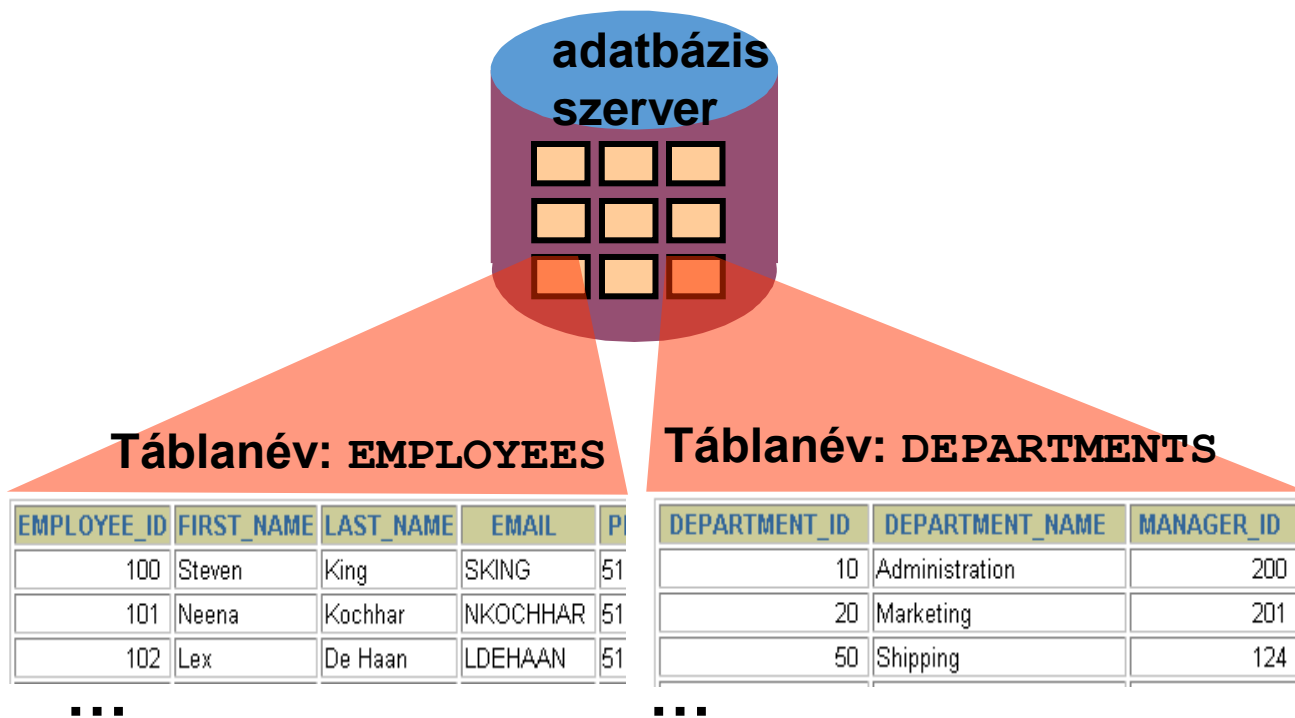 adatbázis
szerver
Táblanév: EMPLOYEES
EMPLOYEE_ID FIRST_NAME LAST_NAME EMAIL
100 Steven King SKING 51
101 Neena Kochhar NKOCHHAR 51
102 Lex De Haan LDEHAAN 51
...
Táblanév: DEPARTMENTS
DEPARTMENT_ID DEPARTMENT_NAME MANAGER_ID
10 Administration 200
20 Marketing 201
50 Shipping 124
...